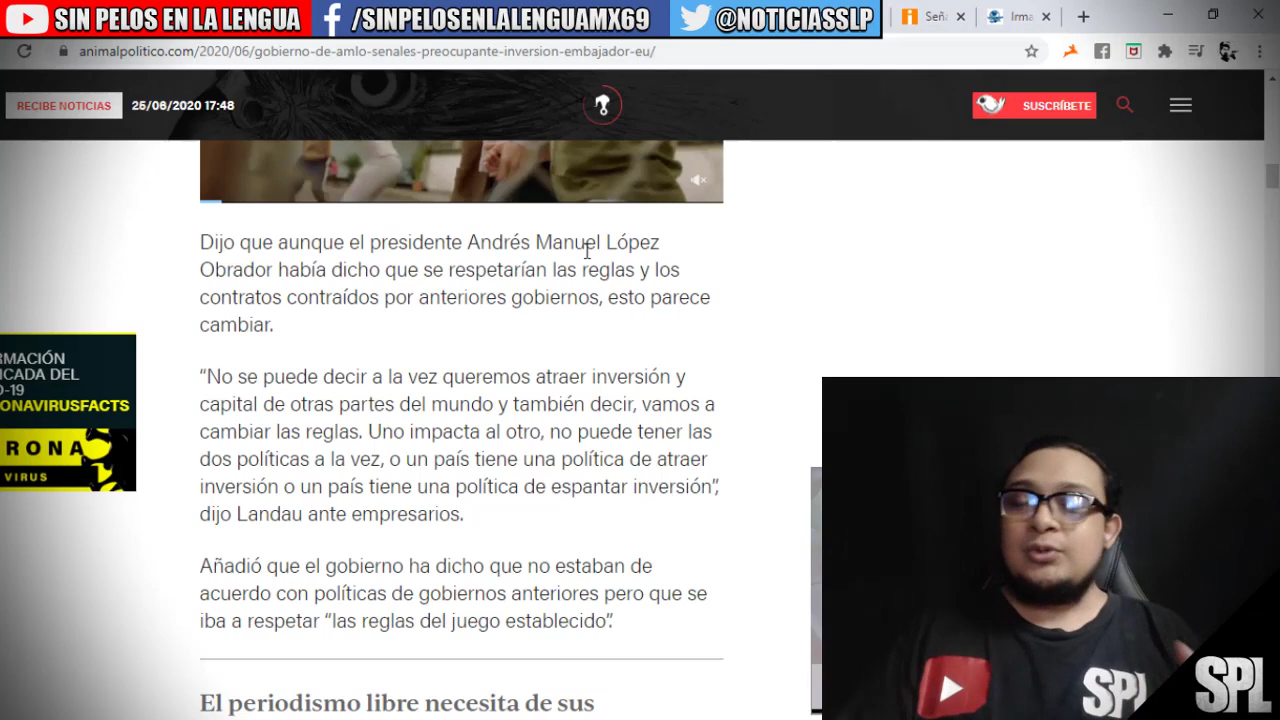 SIN PELOS EN LA LENGUA
/SINPELOSENLALENGUAMX69
@NOTICIASSLP
Seña
Irma
animalpolitico.com/2020/06/gobierno-de-amlo-senales-preocupante-inversion-embajador-eu/
RECIBE NOTICIAS
25/06/2020 17:48
SUSCRÍBETE
Dijo que aunque el presidente Andrés Manuel López
Obrador había dicho que se respetarían las reglas y los
contratos contraídos por anteriores gobiernos, esto parece
cambiar.
“No se puede decir a la vez queremos atraer inversión y
capital de otras partes del mundo y también decir, vamos a
cambiar las reglas. Uno impacta al otro, no puede tener las
dos políticas a la vez, o un país tiene una política de atraer
inversión o un país tiene una política de espantar inversión”,
dijo Landau ante empresarios.
Añadió que el gobierno ha dicho que no estaban de
acuerdo con políticas de gobiernos anteriores pero que se
iba a respetar “las reglas del juego establecido”.
El periodismo libre necesita de sus
RMACIÓN
ICADA DEL
D-19
ONAVIRUSFACTS
RONA
VIRUS
SPL
SPL